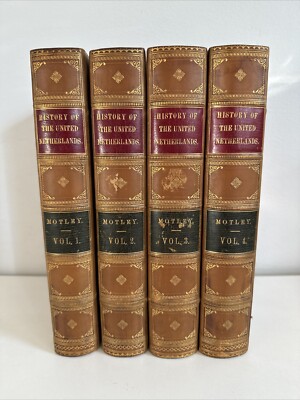 HISTORY
OF
THE UNITED
NETHERLANDS.
MOTLEY.
VOL. 1.
HISTORY
OF
THE UNITED
NETHERLANDS.
MOTLEY.
VOL. 2.
HISTORY
OF
THE UNITED
NETHERLANDS.
MOTLEY.
VOL. 3.
HISTORY
OF
THE UNITED
NETHERLANDS.
MOTLEY.
VOL. 4.